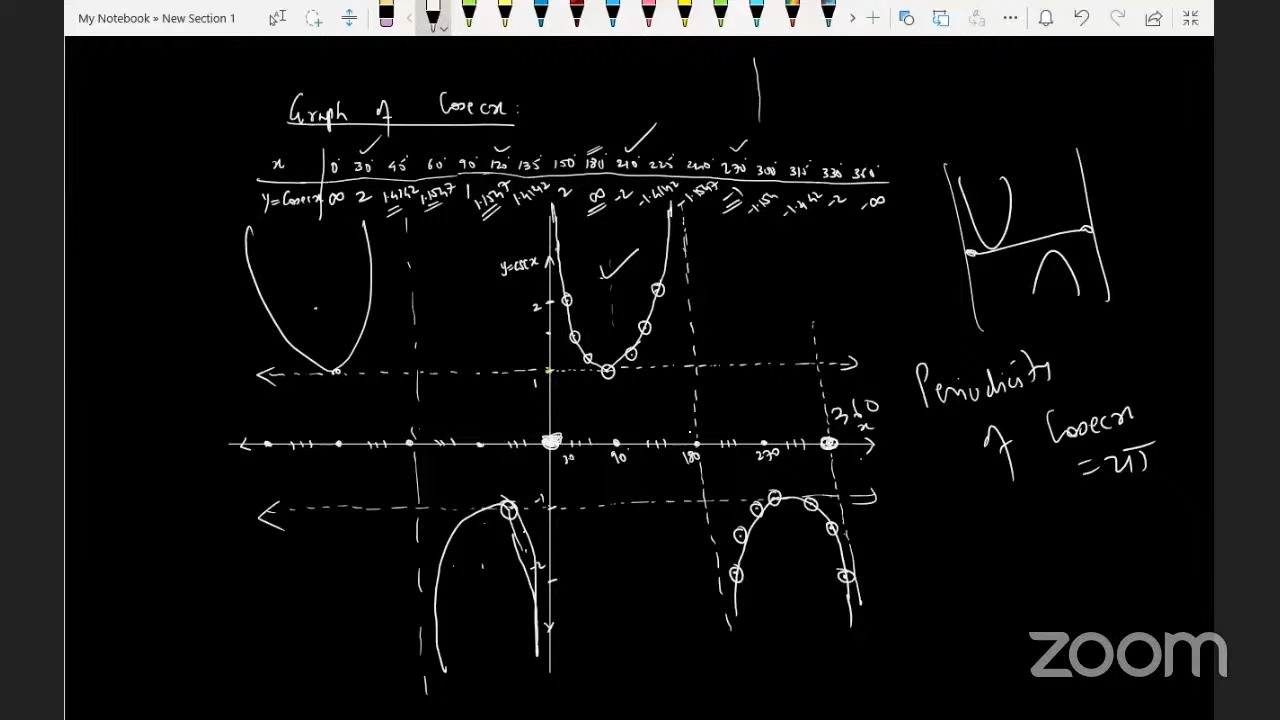 My Notebook » New Section 1
Graph of Cosecx :
x 0° 30° 45° 60° 90° 120° 135° 150° 180° 210° 225° 240° 270° 300° 315° 330° 360°
y=Cosecx ∞ 2 1.4142 1.1547 1 1.1547 1.4142 2 ∞ -2 -1.4142 -1.1547 -1 -1.154 -1.4142 -2 -∞
y=cscx
2
1
360
x
30 90° 180 270
-1
-2
Periodicity
of Cosecx
= 2π
zoom